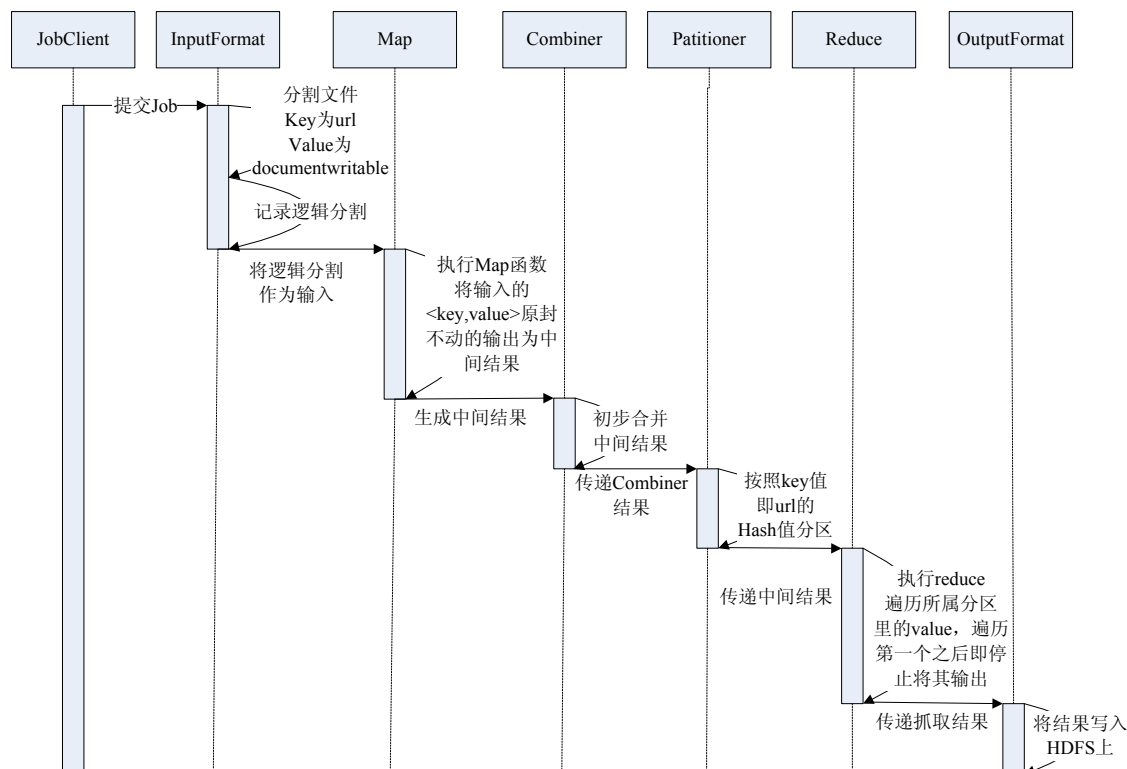 JobClient
InputFormat
Map
Combiner
Patitioner
Reduce
OutputFormat
提交Job
分割文件
Key为url
Value为
documentwritable
记录逻辑分割
将逻辑分割
作为输入
执行Map函数
将输入的
<key,value>原封
不动的输出为中
间结果
生成中间结果
初步合并
中间结果
传递Combiner
结果
按照key值
即url的
Hash值分区
传递中间结果
执行reduce
遍历所属分区
里的value，遍历
第一个之后即停
止将其输出
传递抓取结果
将结果写入
HDFS上